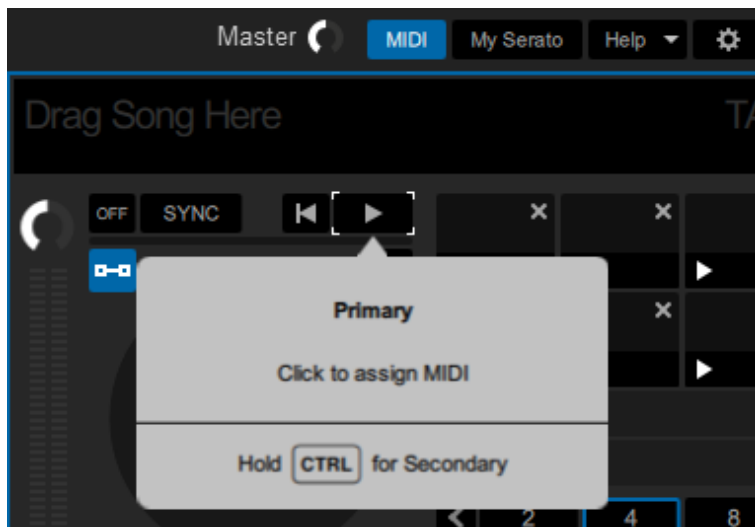 Master MIDI My Serato Help
Drag Song Here TA
OFF SYNC
Primary
Click to assign MIDI
Hold CTRL for Secondary
2 4 8